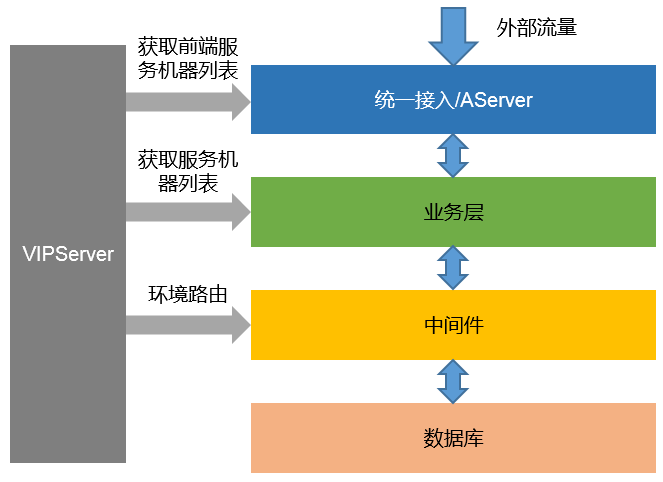 外部流量
获取前端服
务机器列表
统一接入/AServer
获取服务机
器列表
业务层
VIPServer
环境路由
中间件
数据库